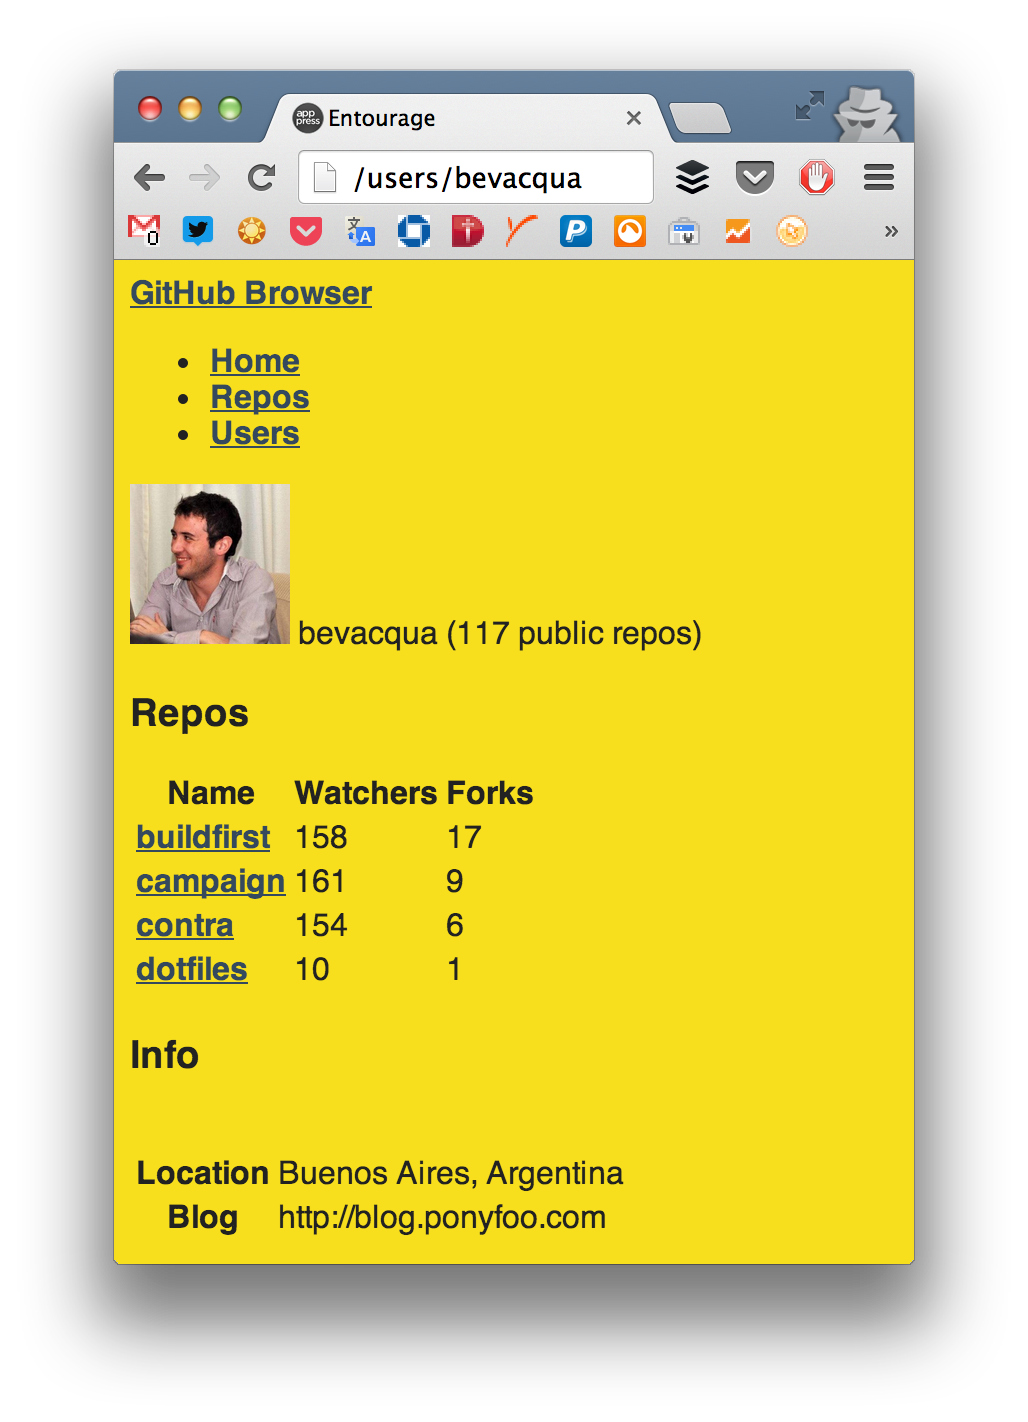 app press Entourage
/users/bevacqua
0
GitHub Browser
Home
Repos
Users
bevacqua (117 public repos)
Repos
Name Watchers Forks
buildfirst 158 17
campaign 161 9
contra 154 6
dotfiles 10 1
Info
Location Buenos Aires, Argentina
Blog http://blog.ponyfoo.com